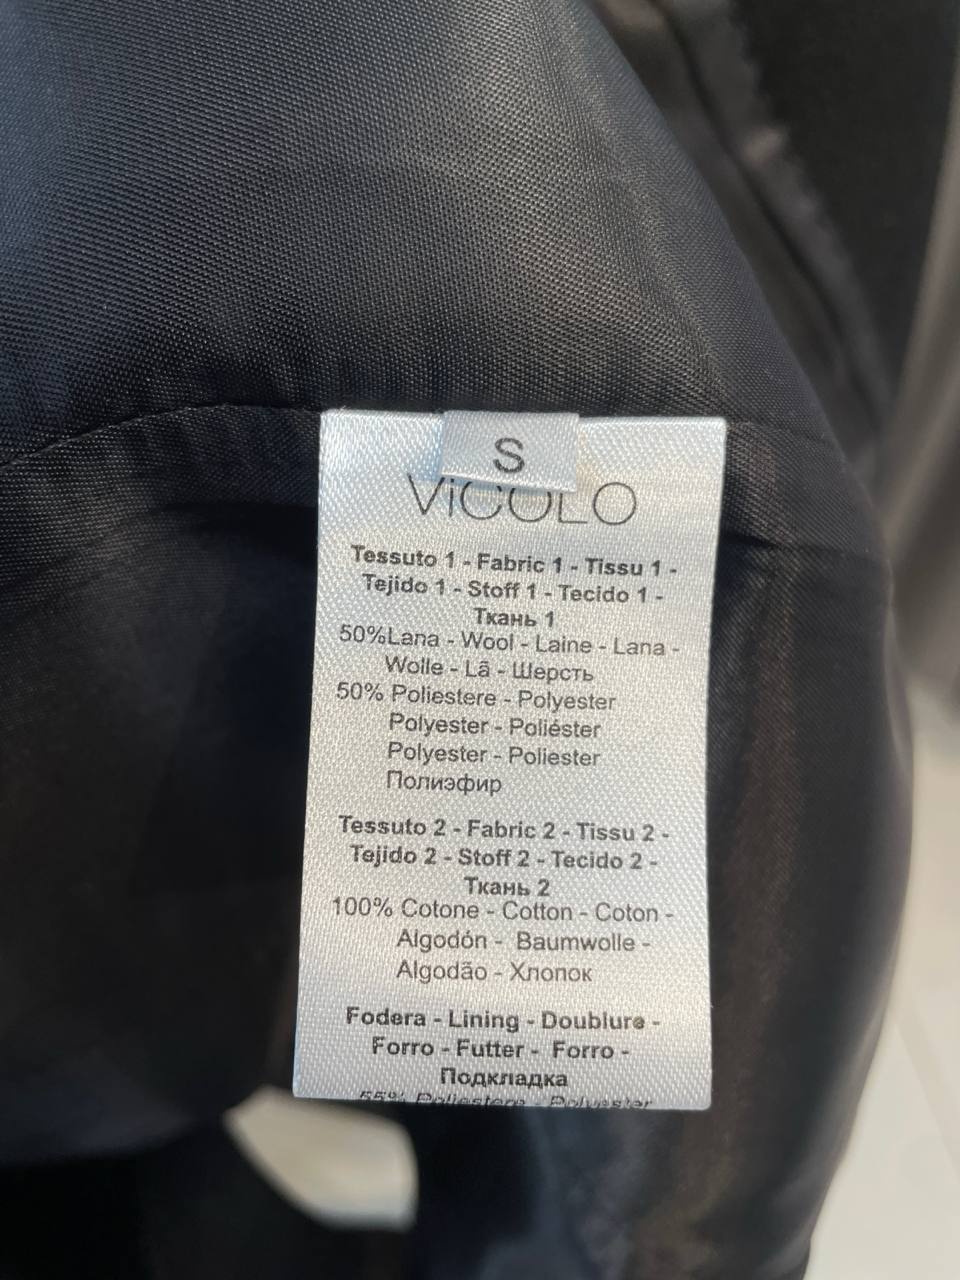 S
ViCOLO
Tessuto 1 - Fabric 1 - Tissu 1 -
Tejido 1 - Stoff 1 - Tecido 1 -
Ткань 1
50%Lana - Wool - Laine - Lana -
Wolle - Lã - Шерсть
50% Poliestere - Polyester
Polyester - Poliéster
Polyester - Poliester
Полиэфир
Tessuto 2 - Fabric 2 - Tissu 2 -
Tejido 2 - Stoff 2 - Tecido 2 -
Ткань 2
100% Cotone - Cotton - Coton -
Algodón - Baumwolle -
Algodão - Хлопок
Fodera - Lining - Doublure -
Forro - Futter - Forro -
Подкладка
55% Poliestere - Polyester